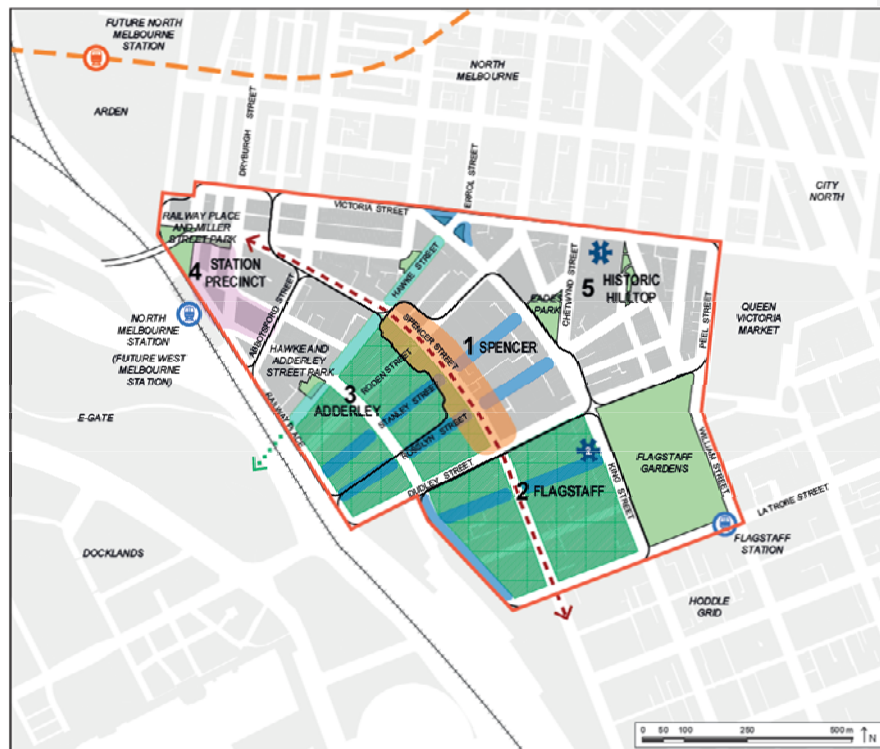 FUTURE NORTH
MELBOURNE
STATION
NORTH
MELBOURNE
ARDEN
DRYBURGH STREET
ERROL STREET
CITY
NORTH
VICTORIA STREET
RAILWAY PLACE
AND MILLER
STREET PARK
HAWKE STREET
CHETWYND STREET
4 STATION
PRECINCT
5 HISTORIC
HILLTOP
EADES
PARK
PEEL STREET
QUEEN
VICTORIA
MARKET
NORTH
MELBOURNE
STATION
(FUTURE WEST
MELBOURNE
STATION)
ABBOTSFORD STREET
SPENCER STREET
1 SPENCER
HAWKE AND
ADDERLEY
STREET PARK
RODEN STREET
3
ADDERLEY
STANLEY STREET
RAILWAY PLACE
ROSSLYN STREET
E-GATE
DUDLEY STREET
FLAGSTAFF
GARDENS
WILLIAM STREET
KING STREET
2 FLAGSTAFF
LA TROBE STREET
FLAGSTAFF
STATION
DOCKLANDS
HODDLE
GRID
0 50 100 250 500 m
N